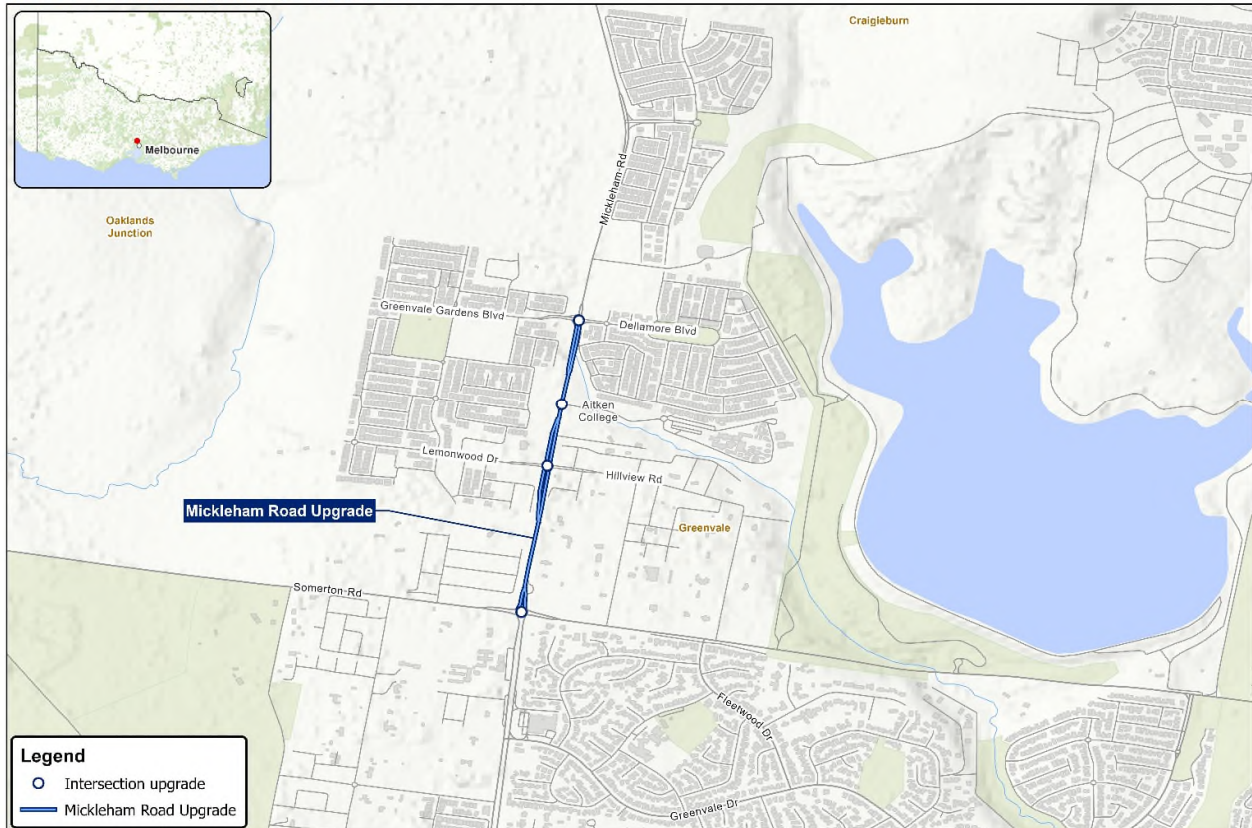 Craigieburn
Melbourne
Oaklands
Junction
Mickleham Rd
Greenvale Gardens Blvd
Dellamore Blvd
Aitken
College
Lemonwood Dr
Hillview Rd
Mickleham Road Upgrade
Greenvale
Somerton Rd
Fleetwood Dr
Greenvale Dr
Legend
Intersection upgrade
Mickleham Road Upgrade